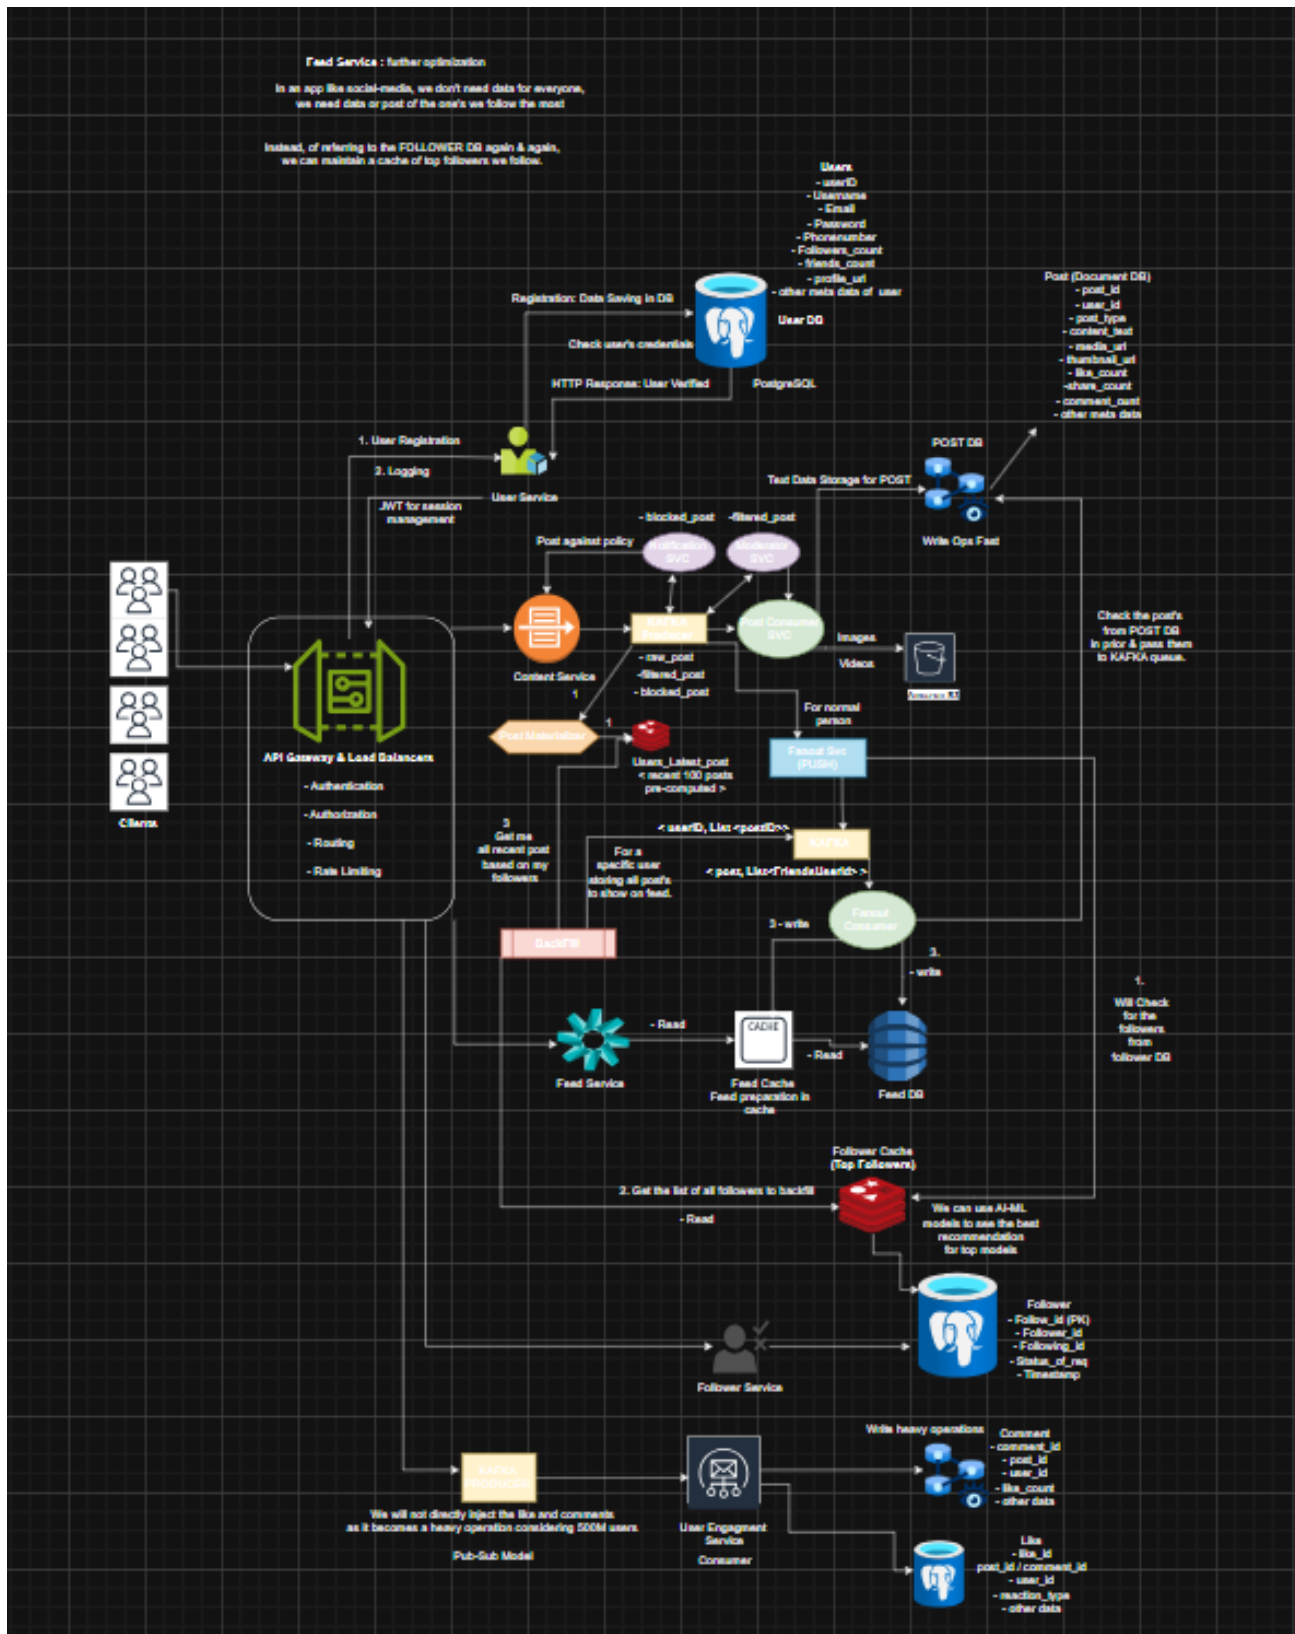 Feed Service : further optimization
In an app like social-media, we don't need data for everyone,
we need data or post of the one's we follow the most
Instead, of referring to the FOLLOWER DB again & again,
we can maintain a cache of top followers we follow.
Users
- userID
- Username
- Email
- Password
- Phonenumber
- Followers_count
- friends_count
- profile_url
- other meta data of user
User DB
PostgreSQL
Registration: Data Saving in DB
Check user's credentials
HTTP Response: User Verified
Post (Document DB)
- post_id
- user_id
- post_type
- content_text
- media_url
- thumbnail_url
- like_count
-share_count
- comment_ount
- other meta data
1. User Registration
2. Logging
User Service
JWT for session
management
POST DB
Text Data Storage for POST
Write Ops Fast
- blocked_post
-filtered_post
Post against policy
Notification
SVC
Moderator
SVC
Content Service
KAFKA
Producer
Post Consumer
SVC
- raw_post
-filtered_post
- blocked_post
Images
Videos
Amazon S3
Check the post's
from POST DB
in prior & pass them
to KAFKA queue.
1
Post Materializer
1
Users_Latest_post
< recent 100 posts
pre-computed >
For normal
person
Fanout Svc
(PUSH)
API Gateway & Load Balancers
- Authentication
- Authorization
- Routing
- Rate Limiting
Clients
3
Get me
all recent post
based on my
followers
For a
specific user
storing all post's
to show on feed.
< userID, List <postID>>
KAFKA
< post, List<FriendsUserId> >
Fanout
Consumer
BackFill
3 - write
3.
- write
1.
Will Check
for the
followers
from
follower DB
- Read
CACHE
- Read
Feed Service
Feed Cache
Feed preparation in
cache
Feed DB
Follower Cache
(Top Followers)
2. Get the list of all followers to backfill
- Read
We can use AI-ML
models to see the best
recommendation
for top models
Follower
- Follow_id (PK)
- Follower_id
- Following_id
- Status_of_req
- Timestamp
Follower Service
Write heavy operations
Comment
- comment_id
- post_id
- user_id
- like_count
- other data
KAFKA
PRODUCER
We will not directly inject the like and comments
as it becomes a heavy operation considering 500M users
Pub-Sub Model
User Engagment
Service
Consumer
Like
- like_id
post_id / comment_id
- user_id
- reaction_type
- other data